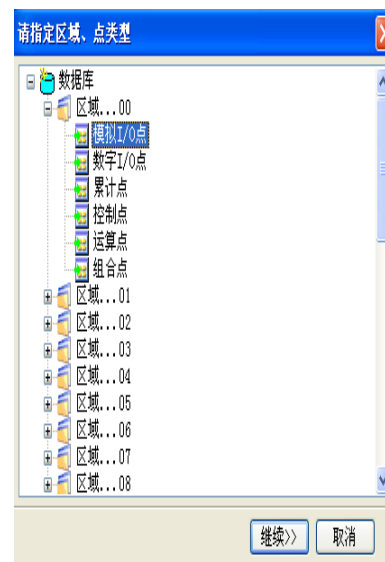 请指定区域、点类型
数据库
区域...00
模拟I/O点
数字I/O点
累计点
控制点
运算点
组合点
区域...01
区域...02
区域...03
区域...04
区域...05
区域...06
区域...07
区域...08
继续>> 取消